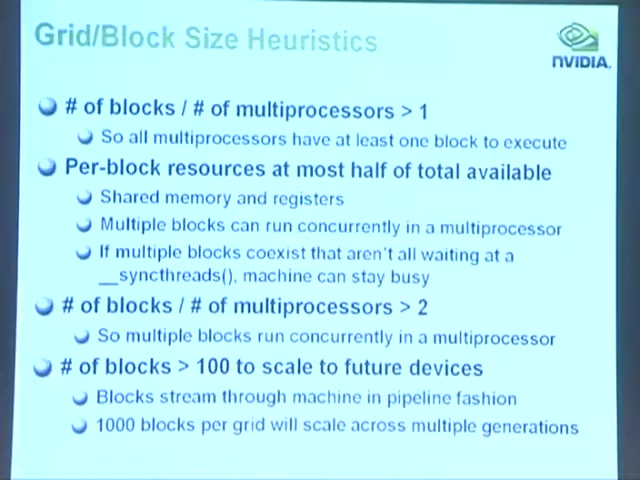 Grid/Block Size Heuristics
NVIDIA.
# of blocks / # of multiprocessors > 1
So all multiprocessors have at least one block to execute
Per-block resources at most half of total available
Shared memory and registers
Multiple blocks can run concurrently in a multiprocessor
If multiple blocks coexist that aren't all waiting at a
__syncthreads(), machine can stay busy
# of blocks / # of multiprocessors > 2
So multiple blocks run concurrently in a multiprocessor
# of blocks > 100 to scale to future devices
Blocks stream through machine in pipeline fashion
1000 blocks per grid will scale across multiple generations